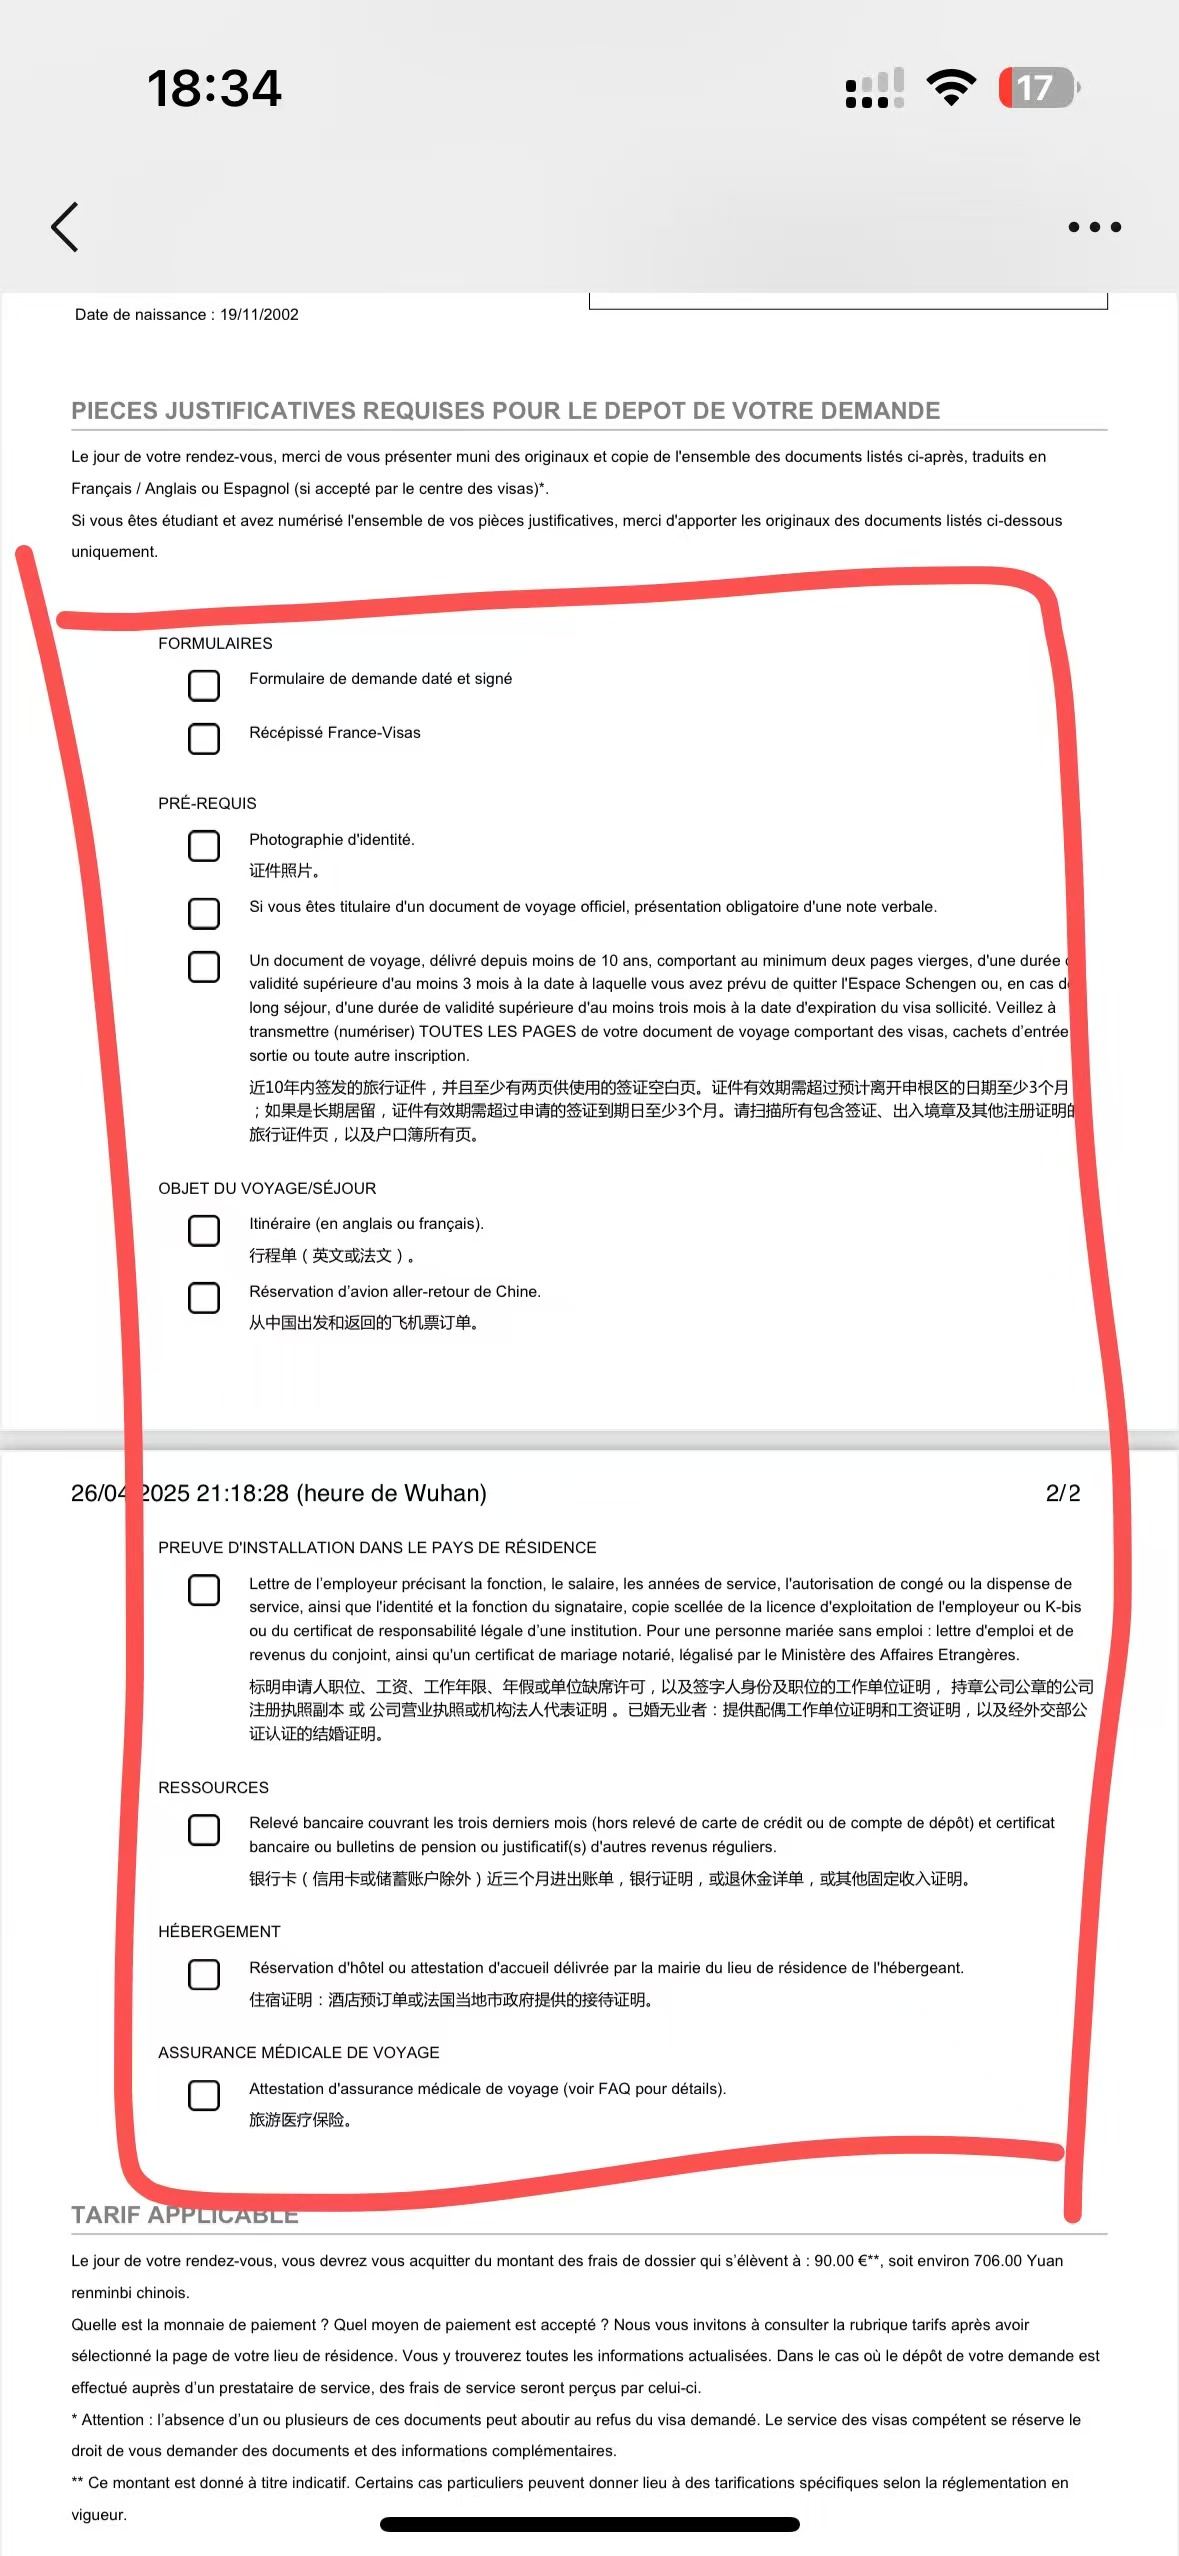 18:34
17
Date de naissance : 19/11/2002
PIECES JUSTIFICATIVES REQUISES POUR LE DEPOT DE VOTRE DEMANDE
Le jour de votre rendez-vous, merci de vous présenter muni des originaux et copie de l'ensemble des documents listés ci-après, traduits en
Français / Anglais ou Espagnol (si accepté par le centre des visas)*.
Si vous êtes étudiant et avez numérisé l'ensemble de vos pièces justificatives, merci d'apporter les originaux des documents listés ci-dessous
uniquement.
FORMULAIRES
Formulaire de demande daté et signé
Récépissé France-Visas
PRÉ-REQUIS
Photographie d'identité.
证件照片。
Si vous êtes titulaire d'un document de voyage officiel, présentation obligatoire d'une note verbale.
Un document de voyage, délivré depuis moins de 10 ans, comportant au minimum deux pages vierges, d'une durée
validité supérieure d'au moins 3 mois à la date à laquelle vous avez prévu de quitter l'Espace Schengen ou, en cas de
long séjour, d'une durée de validité supérieure d'au moins trois mois à la date d'expiration du visa sollicité. Veillez à
transmettre (numériser) TOUTES LES PAGES de votre document de voyage comportant des visas, cachets d’entrée
sortie ou toute autre inscription.
近10年内签发的旅行证件，并且至少有两页供使用的签证空白页。证件有效期需超过预计离开申根区的日期至少3个月
；如果是长期居留，证件有效期需超过申请的签证到期日至少3个月。请扫描所有包含签证、出入境章及其他注册证明的
旅行证件页，以及户口簿所有页。
OBJET DU VOYAGE/SÉJOUR
Itinéraire (en anglais ou français).
行程单（英文或法文）。
Réservation d’avion aller-retour de Chine.
从中国出发和返回的飞机票订单。
26/04/2025 21:18:28 (heure de Wuhan) 2/2
PREUVE D'INSTALLATION DANS LE PAYS DE RÉSIDENCE
Lettre de l’employeur précisant la fonction, le salaire, les années de service, l'autorisation de congé ou la dispense de
service, ainsi que l'identité et la fonction du signataire, copie scellée de la licence d'exploitation de l'employeur ou K-bis
ou du certificat de responsabilité légale d’une institution. Pour une personne mariée sans emploi : lettre d'emploi et de
revenus du conjoint, ainsi qu'un certificat de mariage notarié, légalisé par le Ministère des Affaires Etrangères.
标明申请人职位、工资、工作年限、年假或单位缺席许可，以及签字人身份及职位的工作单位证明， 持章公司公章的公司
注册执照副本 或 公司营业执照或机构法人代表证明 。已婚无业者：提供配偶工作单位证明和工资证明，以及经外交部公
证认证的结婚证明。
RESSOURCES
Relevé bancaire couvrant les trois derniers mois (hors relevé de carte de crédit ou de compte de dépôt) et certificat
bancaire ou bulletins de pension ou justificatif(s) d'autres revenus réguliers.
银行卡（信用卡或储蓄账户除外）近三个月进出账单，银行证明，或退休金详单，或其他固定收入证明。
HÉBERGEMENT
Réservation d'hôtel ou attestation d'accueil délivrée par la mairie du lieu de résidence de l'hébergeant.
住宿证明：酒店预订单或法国当地市政府提供的接待证明。
ASSURANCE MÉDICALE DE VOYAGE
Attestation d'assurance médicale de voyage (voir FAQ pour détails).
旅游医疗保险。
TARIF APPLICABLE
Le jour de votre rendez-vous, vous devrez vous acquitter du montant des frais de dossier qui s’élèvent à : 90.00 €**, soit environ 706.00 Yuan
renminbi chinois.
Quelle est la monnaie de paiement ? Quel moyen de paiement est accepté ? Nous vous invitons à consulter la rubrique tarifs après avoir
sélectionné la page de votre lieu de résidence. Vous y trouverez toutes les informations actualisées. Dans le cas où le dépôt de votre demande est
effectué auprès d’un prestataire de service, des frais de service seront perçus par celui-ci.
* Attention : l’absence d’un ou plusieurs de ces documents peut aboutir au refus du visa demandé. Le service des visas compétent se réserve le
droit de vous demander des documents et des informations complémentaires.
** Ce montant est donné à titre indicatif. Certains cas particuliers peuvent donner lieu à des tarifications spécifiques selon la réglementation en
vigueur.